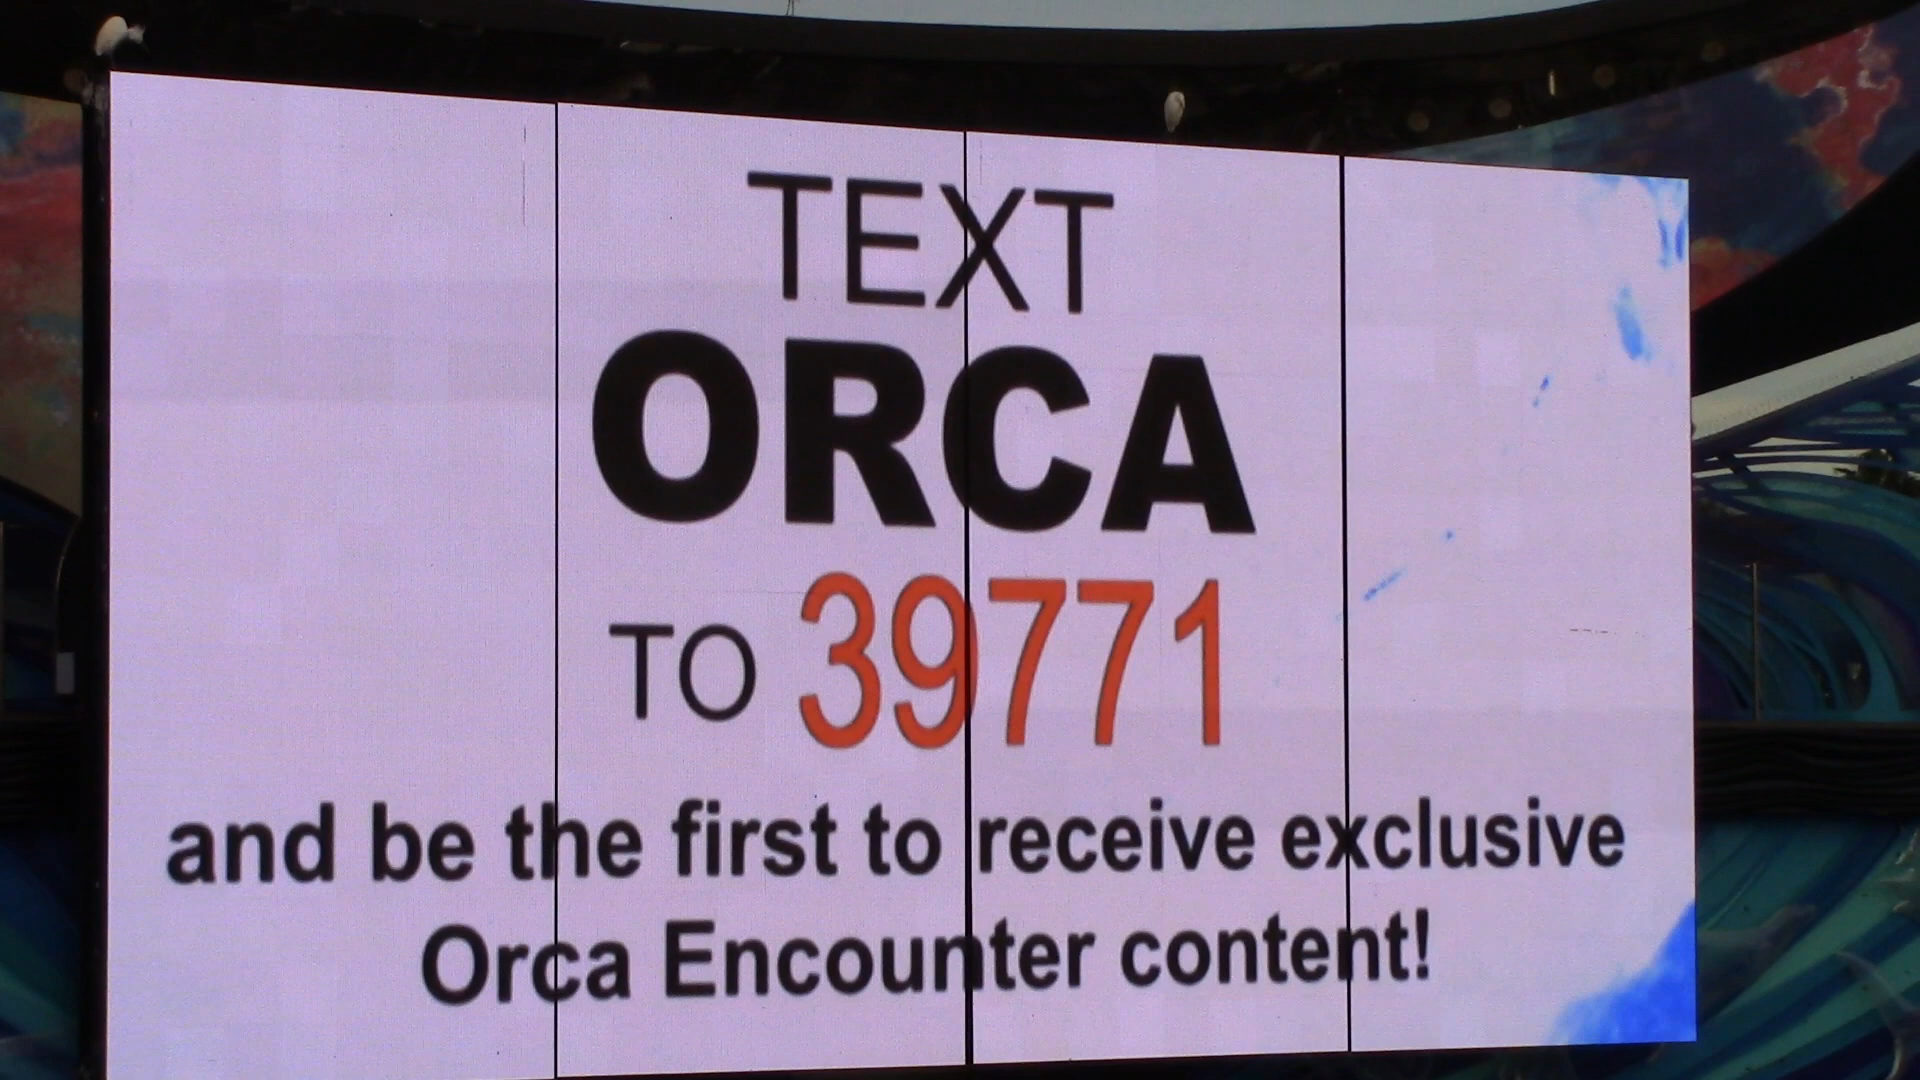 TEXT
ORCA
TO 39771
and be the first to receive exclusive
Orca Encounter content!